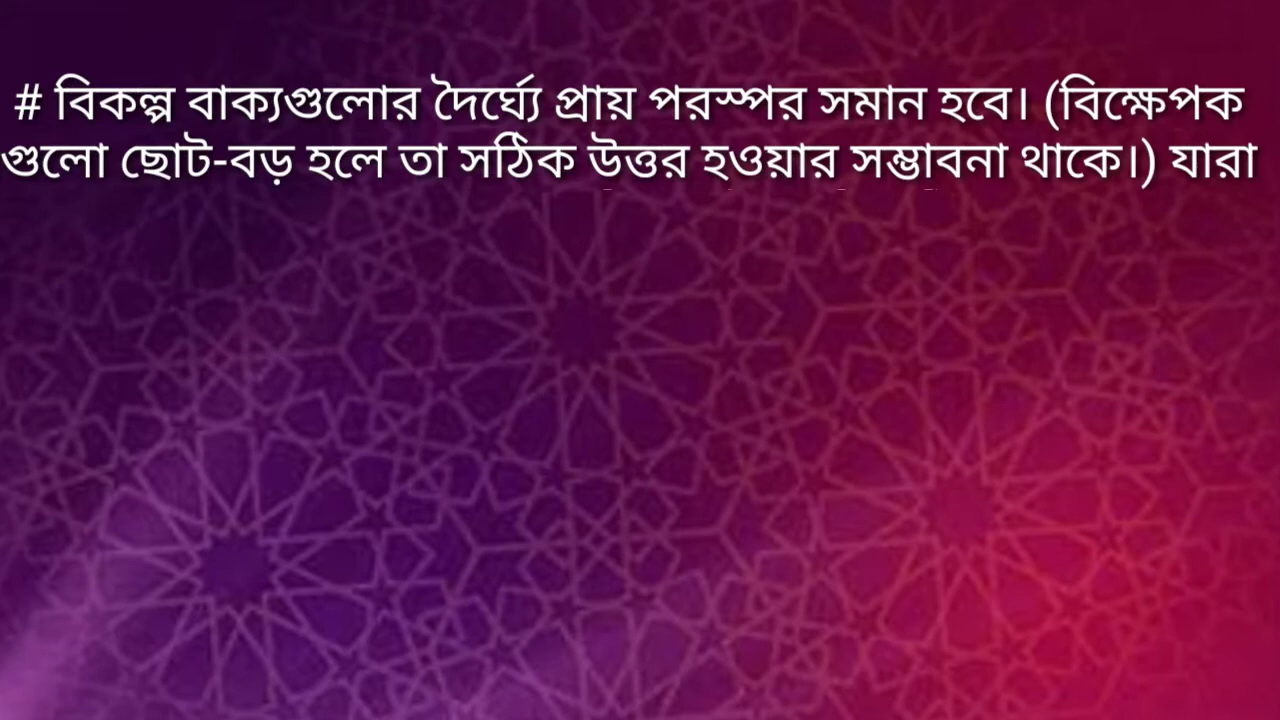 # বিকল্প বাক্যগুলোর দৈর্ঘ্যে প্রায় পরস্পর সমান হবে। (বিক্ষেপক
গুলো ছোট-বড় হলে তা সঠিক উত্তর হওয়ার সম্ভাবনা থাকে।) যারা